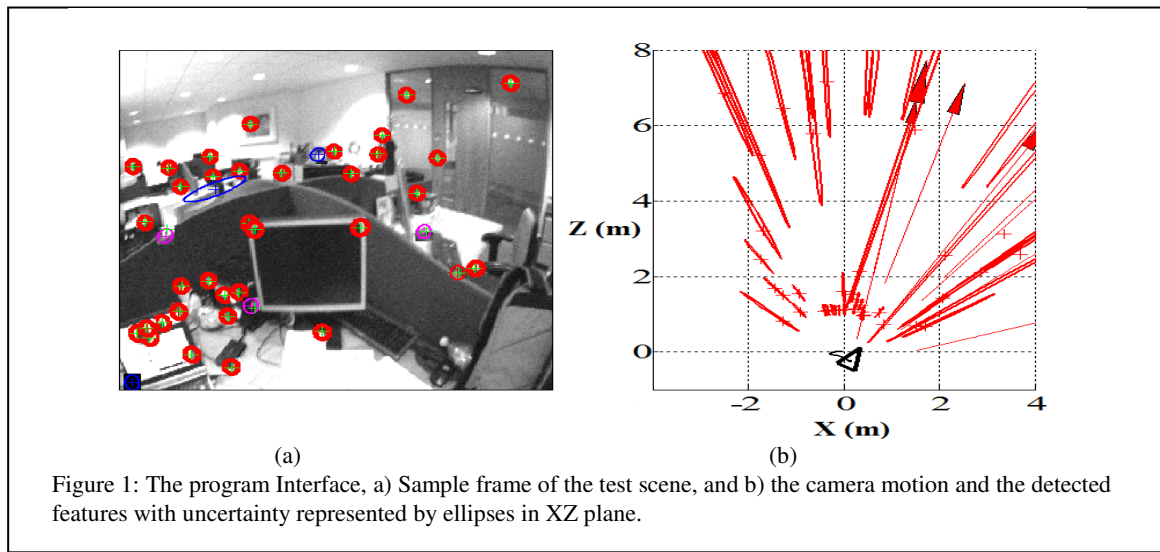 8
6
4
Z (m)
2
0
-2 0 2 4
X (m)
(a) (b)
Figure 1: The program Interface, a) Sample frame of the test scene, and b) the camera motion and the detected
features with uncertainty represented by ellipses in XZ plane.